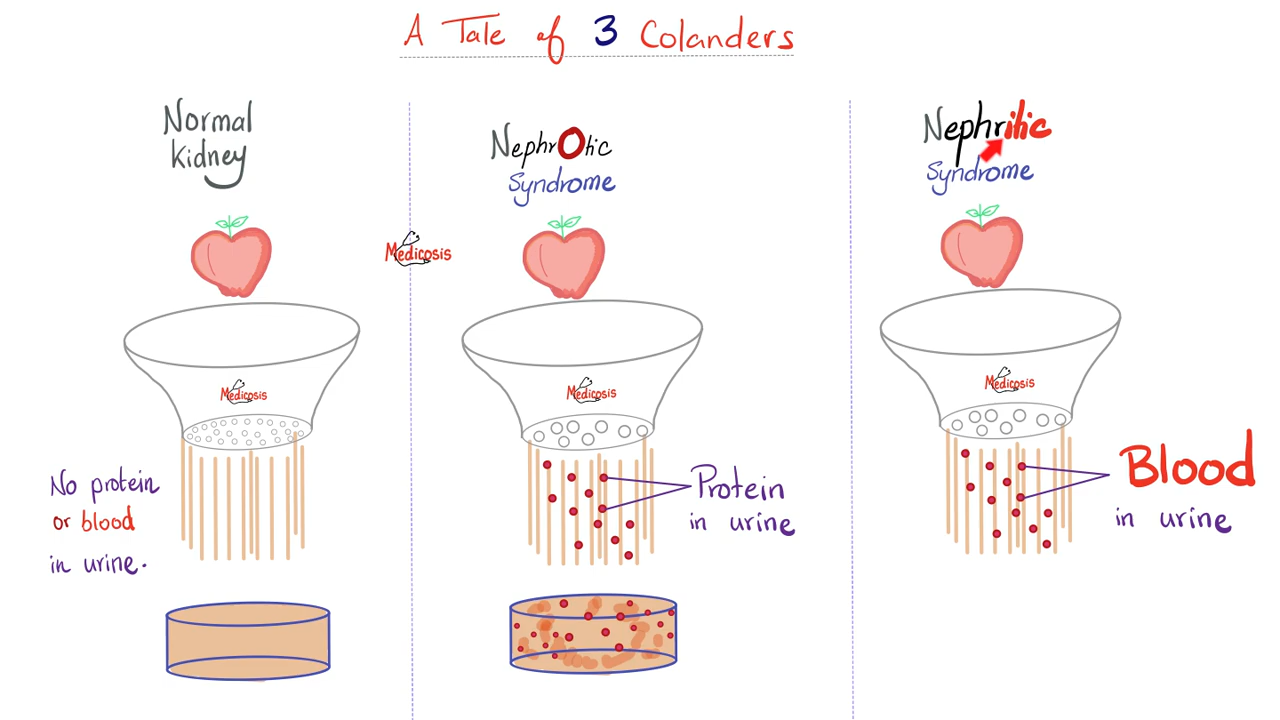 A Tale of 3 Colanders
Normal
Kidney
NephrOtic
Syndrome
Nephritic
Syndrome
Medicosis
Medicosis
Medicosis
Medicosis
No protein
or blood
in urine.
Protein
in urine
Blood
in urine